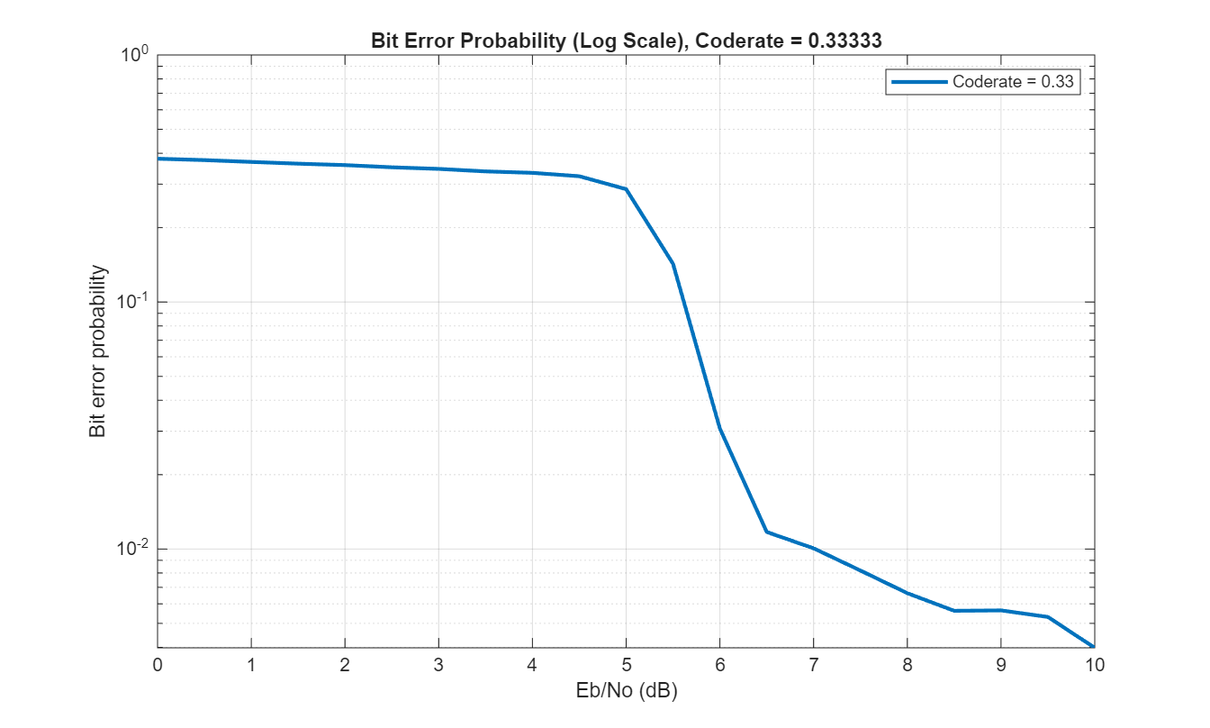 Bit Error Probability (Log Scale), Coderate = 0.33333
Coderate = 0.33
10^0
10^-1
10^-2
Bit error probability
0 1 2 3 4 5 6 7 8 9 10
Eb/No (dB)